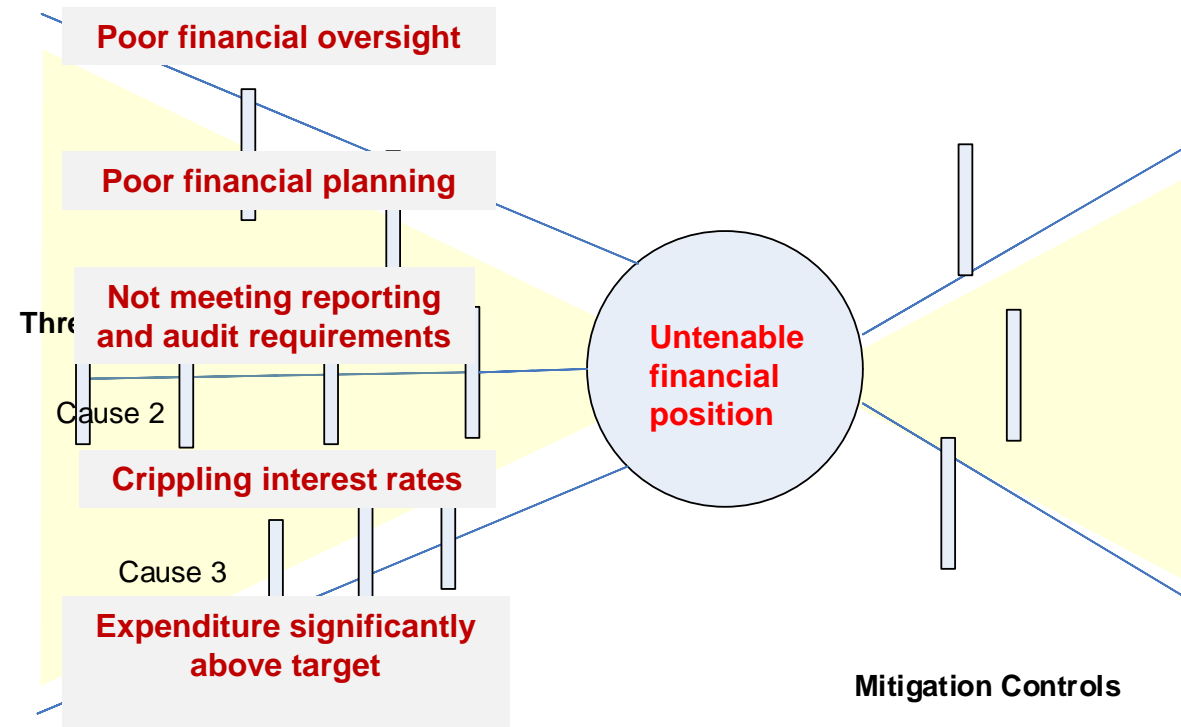 Poor financial oversight
Poor financial planning
Not meeting reporting
and audit requirements
Cause 2
Crippling interest rates
Cause 3
Expenditure significantly
above target
Untenable
financial
position
Mitigation Controls